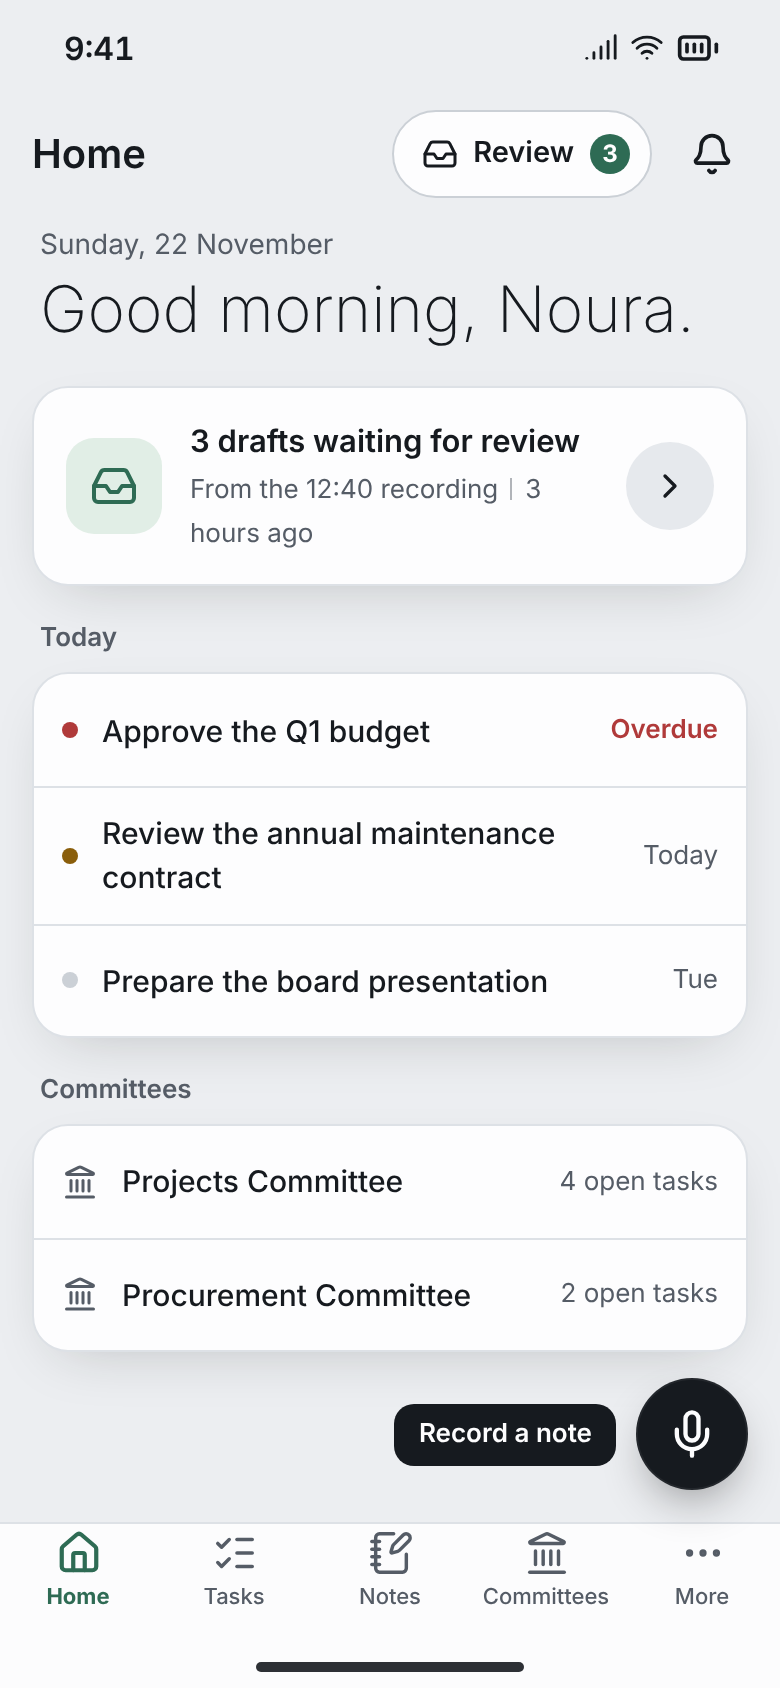 9:41
Home
Review 3
Sunday, 22 November
Good morning, Noura.
3 drafts waiting for review
From the 12:40 recording | 3
hours ago
Today
Approve the Q1 budget Overdue
Review the annual maintenance
contract
Today
Prepare the board presentation Tue
Committees
Projects Committee 4 open tasks
Procurement Committee 2 open tasks
Record a note
Home Tasks Notes Committees More